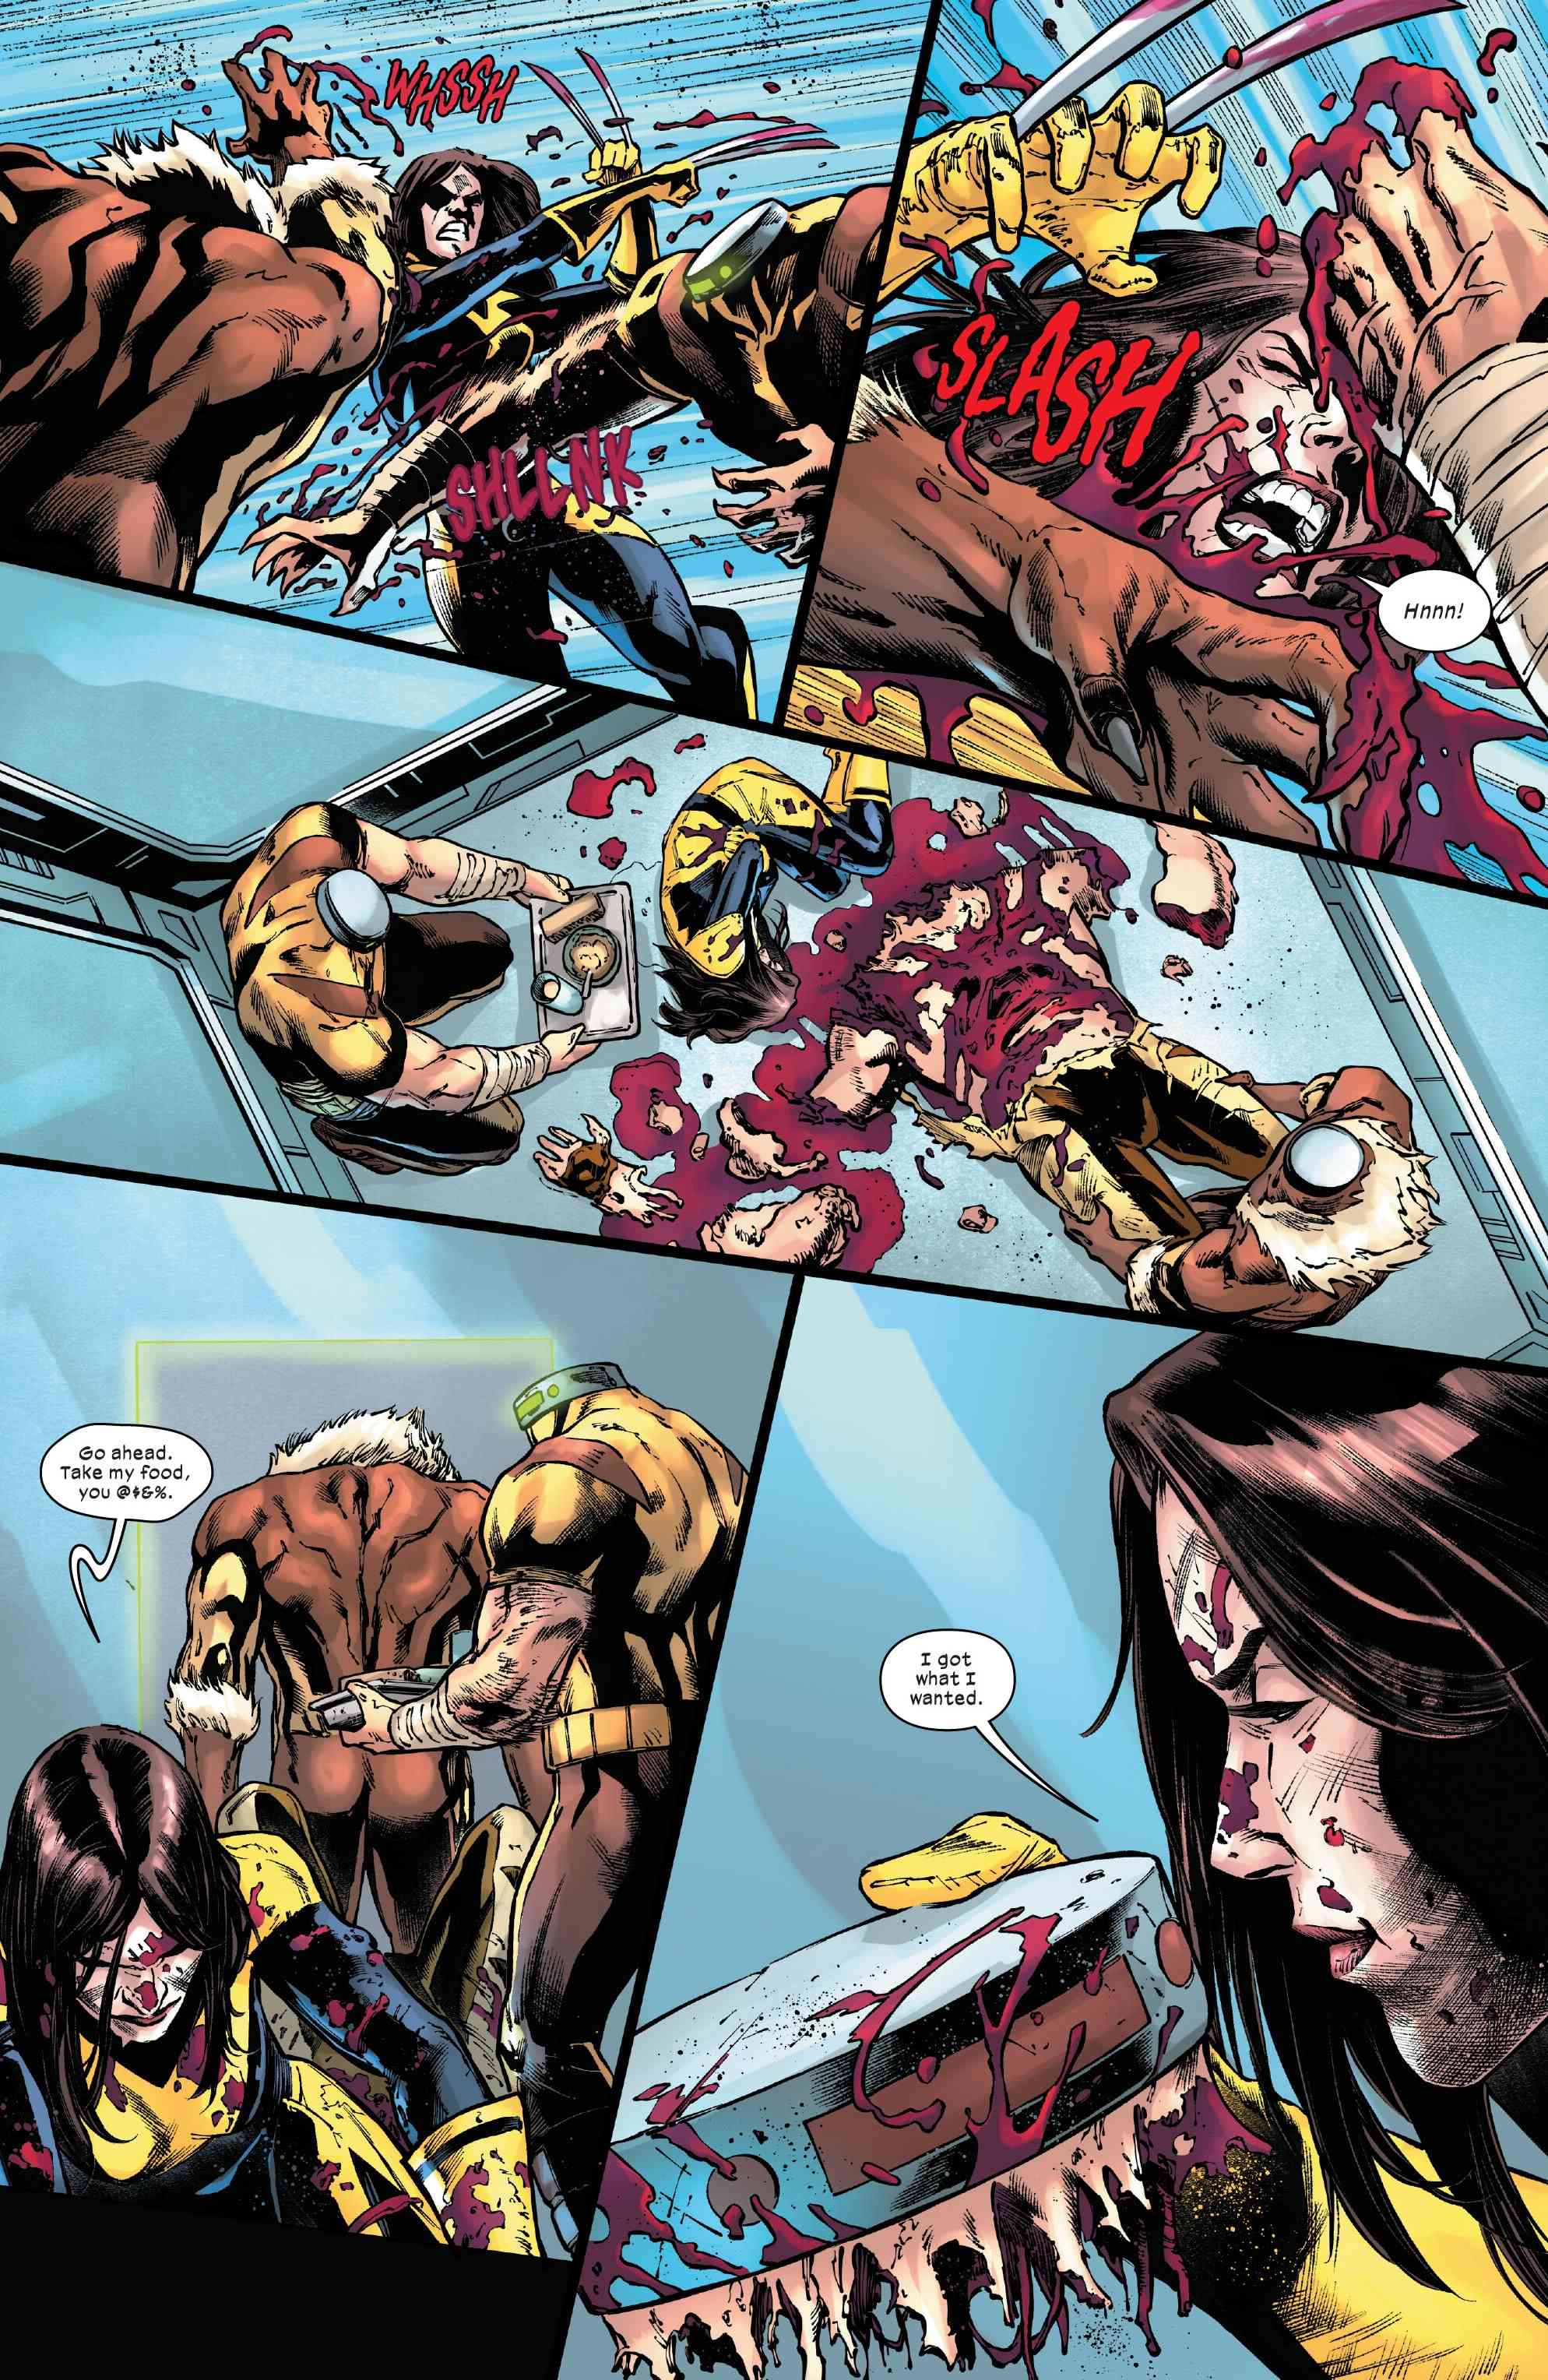 WHSSH
SHLLNK
SLASH
Hnnn!
Go ahead.
Take my food,
you @$&%.
I got
what I
wanted.